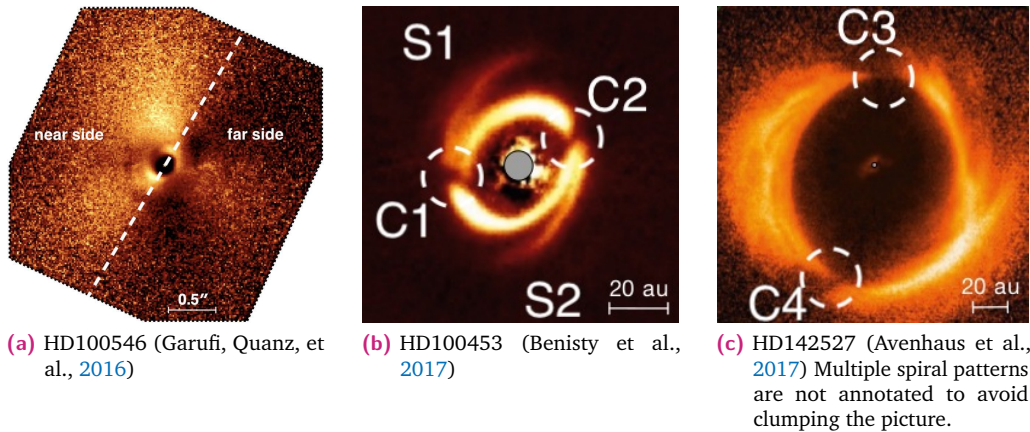 near side
far side
0.5″
S1
C2
C1
S2
20 au
C3
C4
20 au
(a) HD100546 (Garufi, Quanz, et
al., 2016)
(b) HD100453 (Benisty et al.,
2017)
(c) HD142527 (Avenhaus et al.,
2017) Multiple spiral patterns
are not annotated to avoid
clumping the picture.